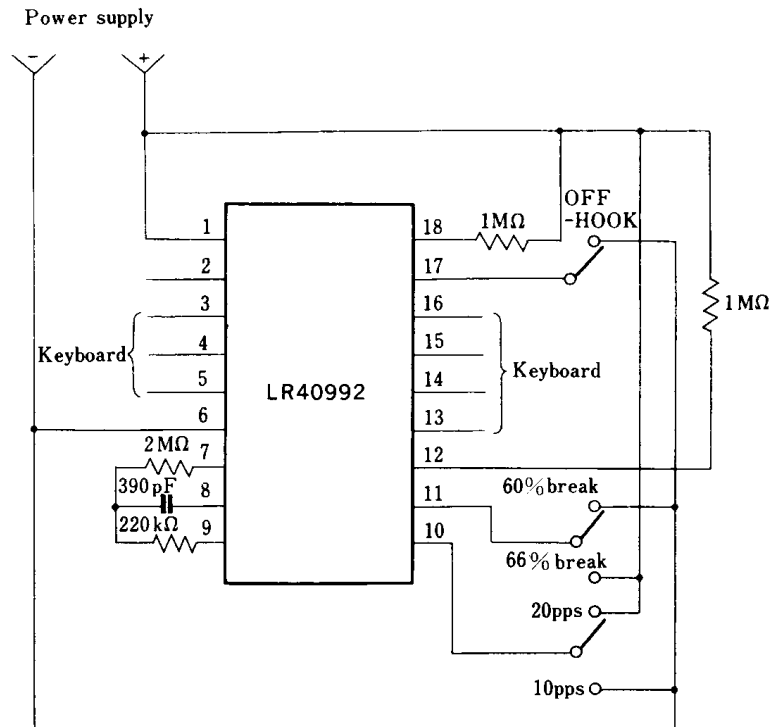 Power supply
- +
OFF
-HOOK
1 18 1MΩ
2 17
3 16
1MΩ
Keyboard 4 15 Keyboard
5 14
LR40992
6 13
2MΩ 7 12
390pF 8 11 60% break
220kΩ 9 10
66% break
20pps
10pps